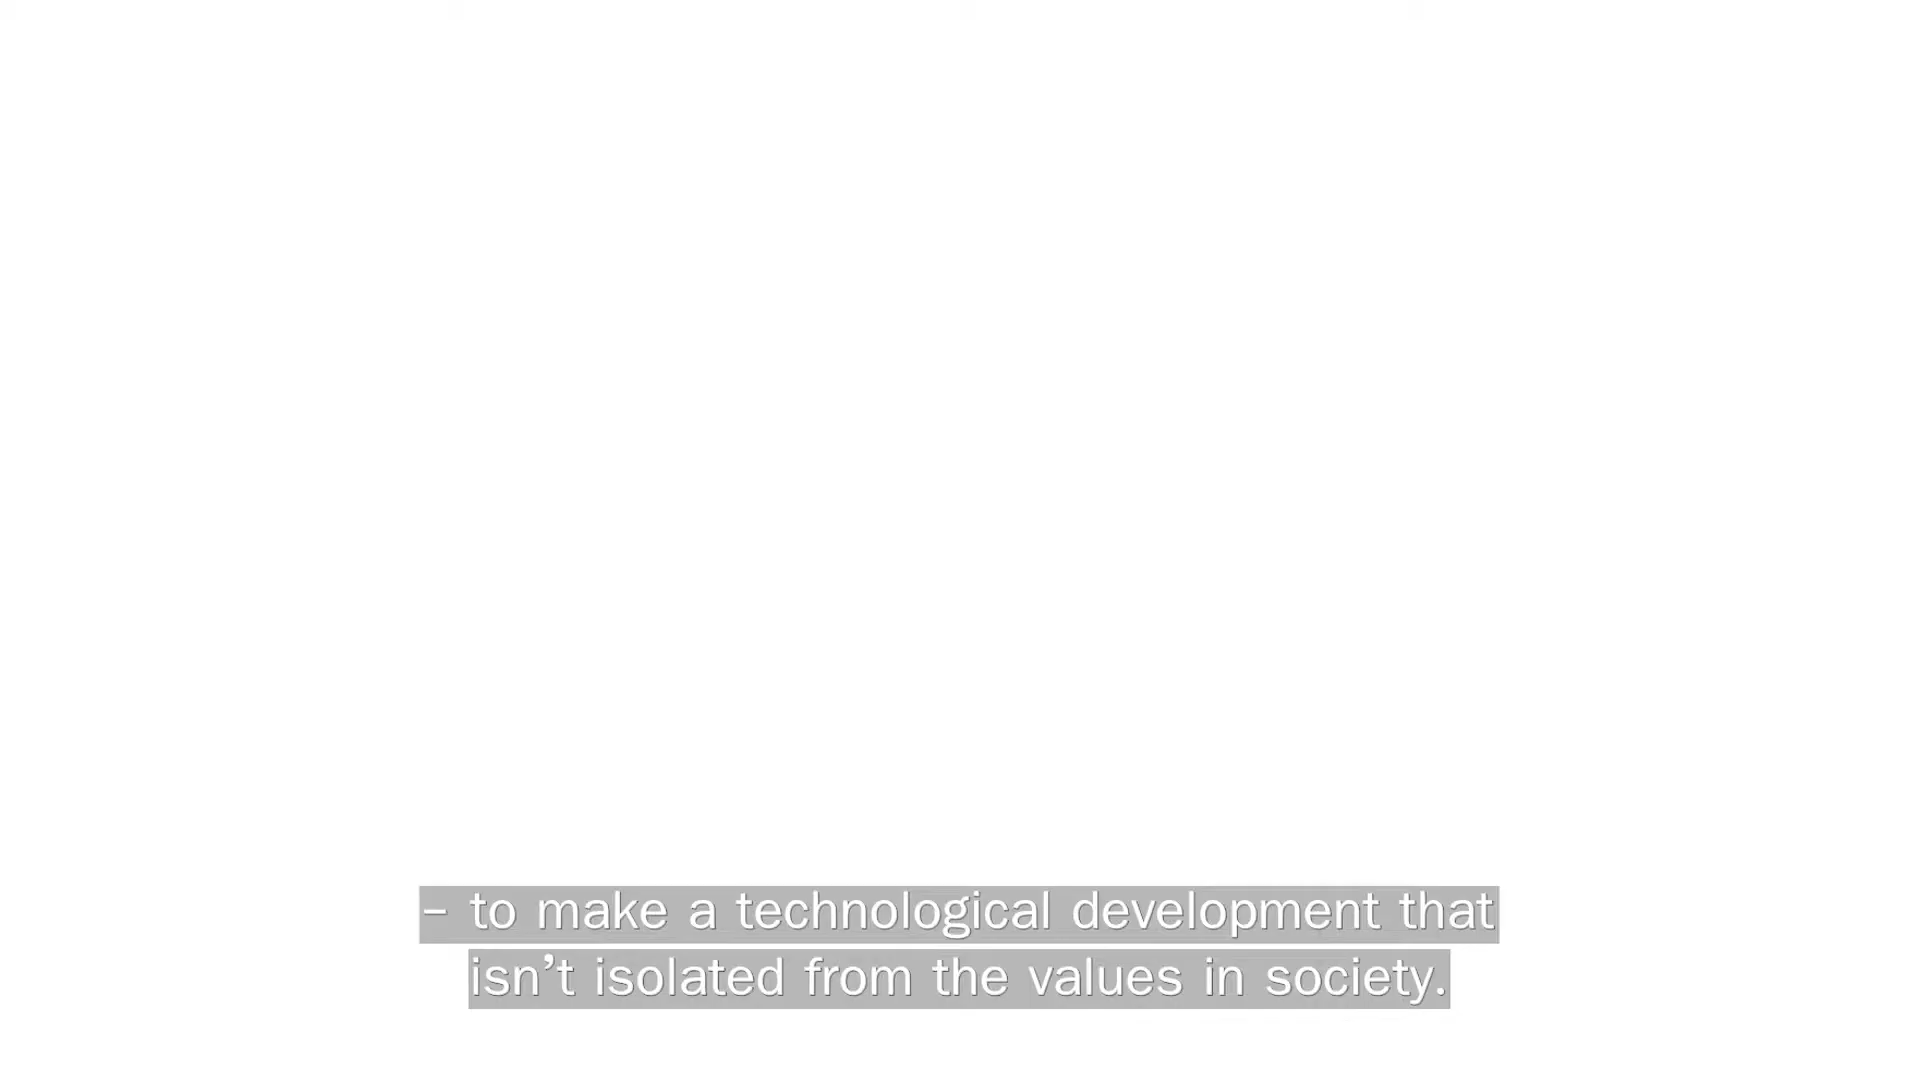 – to make a technological development that
isn’t isolated from the values in society.